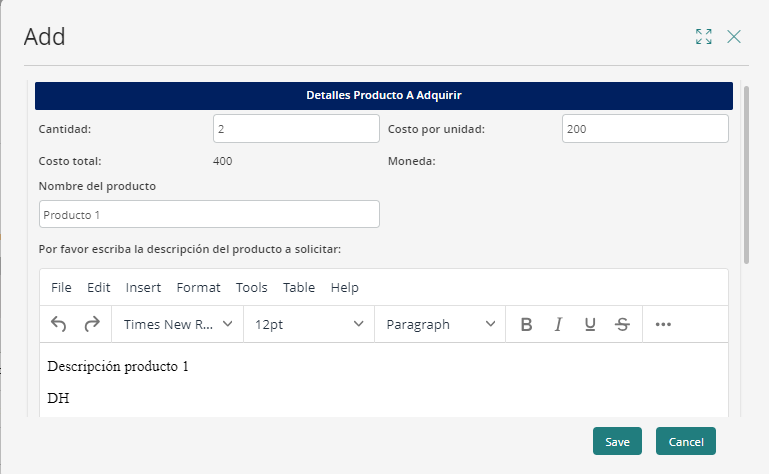 Add
Detalles Producto A Adquirir
Cantidad: 2 Costo por unidad: 200
Costo total: 400 Moneda:
Nombre del producto
Producto 1
Por favor escriba la descripción del producto a solicitar:
File Edit Insert Format Tools Table Help
Times New R... 12pt Paragraph B I U S ...
Descripción producto 1
DH
Save Cancel